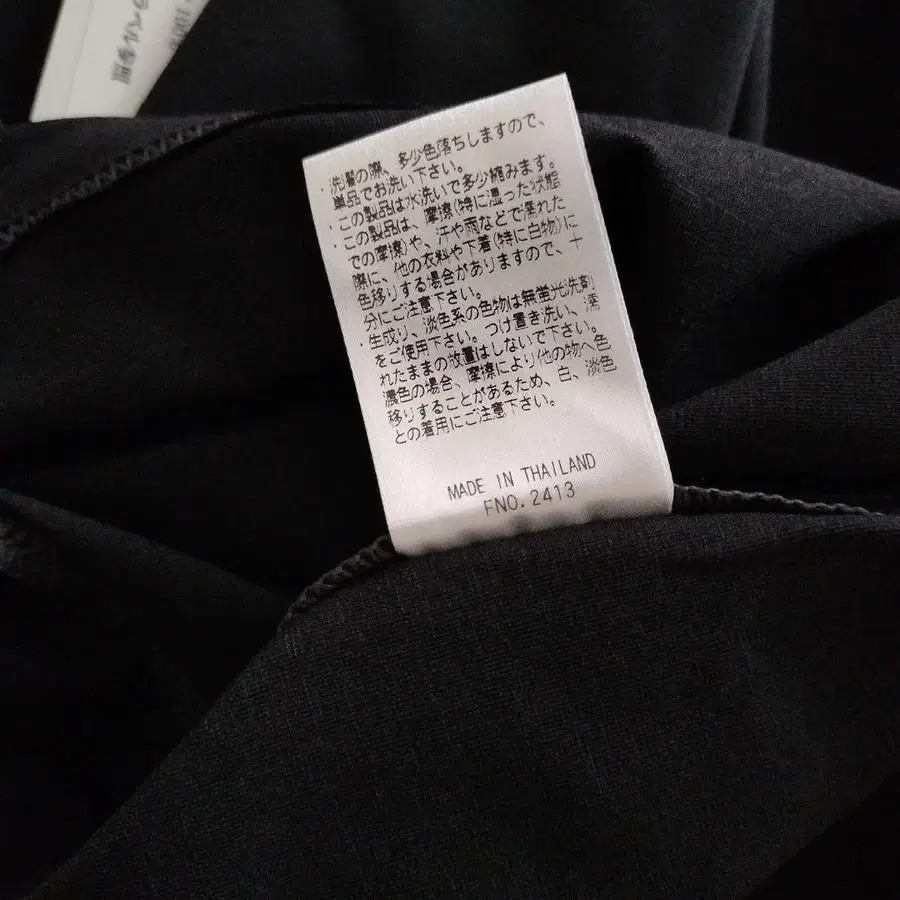 ラベル参照
・洗濯の際、多少色落ちしますので、
単品でお洗い下さい。
・この製品は水洗いで多少縮みます。
・この製品は、摩擦(特に湿った状態
での摩擦)や、汗や雨などで濡れた
際に、他の衣料や下着(特に白物)に
色移りする場合がありますので、十
分にご注意下さい。
・生成り、淡色系の色物は無蛍光洗剤
をご使用下さい。つけ置き洗い、濡
れたままの放置はしないで下さい。
濃色の場合、摩擦により他の物へ色
移りすることがあるため、白、淡色
との着用にご注意下さい。
MADE IN THAILAND
FNO. 2413